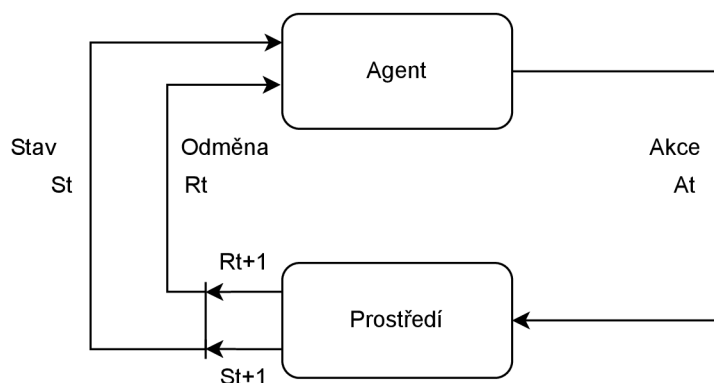 Agent
Stav
St
Odměna
Rt
Akce
At
Rt+1
Prostředí
St+1